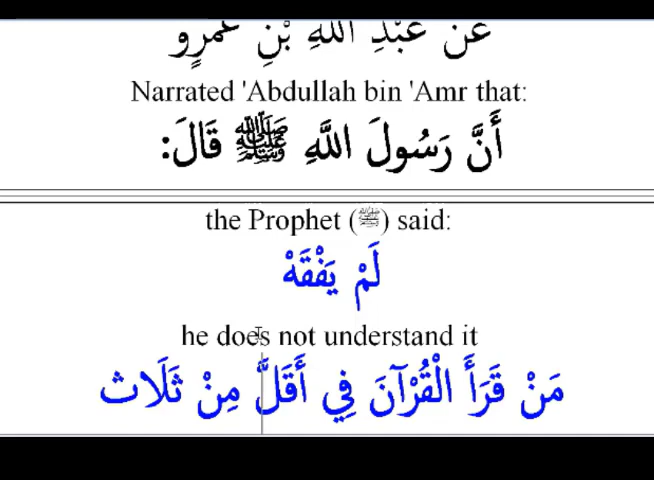 عَنْ عَبْدِ اللَّهِ بْنِ عَمْرٍو
Narrated 'Abdullah bin 'Amr that:
أَنَّ رَسُولَ اللَّهِ ﷺ قَالَ:
the Prophet (ﷺ) said:
لَمْ يَفْقَهْ
he does not understand it
مَنْ قَرَأَ الْقُرْآنَ فِي أَقَلَّ مِنْ ثَلَاث